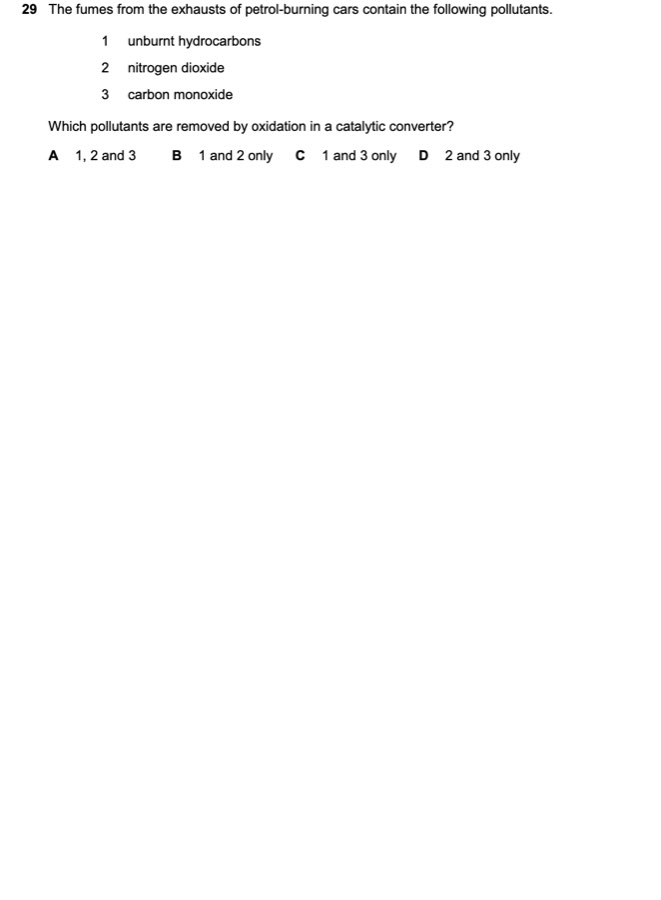 29 The fumes from the exhausts of petrol-burning cars contain the following pollutants.
1 unburnt hydrocarbons
2 nitrogen dioxide
3 carbon monoxide
Which pollutants are removed by oxidation in a catalytic converter?
A 1, 2 and 3 B 1 and 2 only C 1 and 3 only D 2 and 3 only